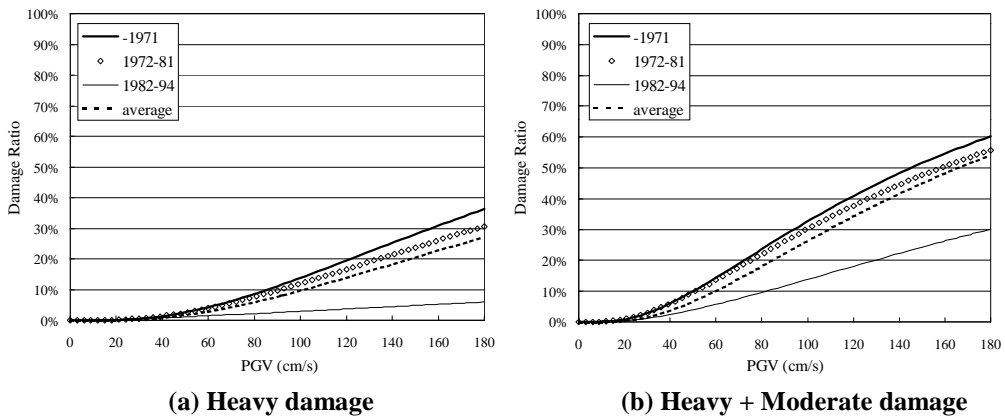 100%
90%
80%
70%
60%
50%
40%
30%
20%
10%
0%
Damage Ratio
-1971
1972-81
1982-94
average
0 20 40 60 80 100 120 140 160 180
PGV (cm/s)
(a) Heavy damage
100%
90%
80%
70%
60%
50%
40%
30%
20%
10%
0%
Damage Ratio
-1971
1972-81
1982-94
average
0 20 40 60 80 100 120 140 160 180
PGV (cm/s)
(b) Heavy + Moderate damage